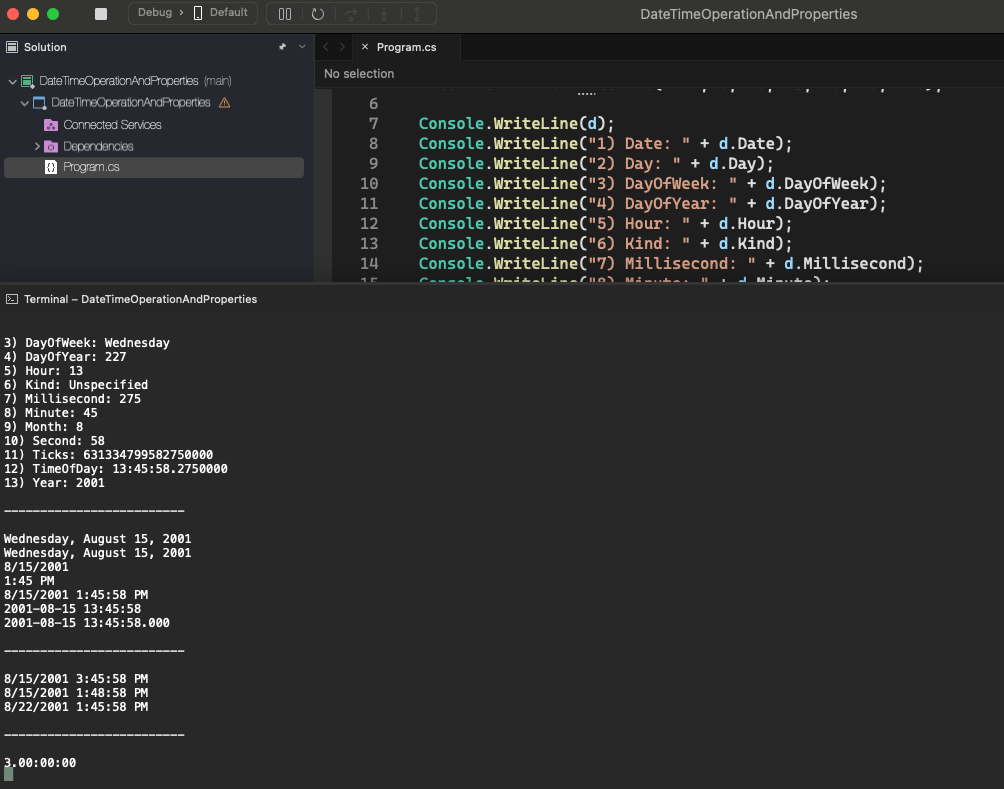 Debug > Default
DateTimeOperationAndProperties
Solution
Program.cs
No selection
DateTimeOperationAndProperties (main)
DateTimeOperationAndProperties
Connected Services
Dependencies
Program.cs
6
7 Console.WriteLine(d);
8 Console.WriteLine("1) Date: " + d.Date);
9 Console.WriteLine("2) Day: " + d.Day);
10 Console.WriteLine("3) DayOfWeek: " + d.DayOfWeek);
11 Console.WriteLine("4) DayOfYear: " + d.DayOfYear);
12 Console.WriteLine("5) Hour: " + d.Hour);
13 Console.WriteLine("6) Kind: " + d.Kind);
14 Console.WriteLine("7) Millisecond: " + d.Millisecond);
15 Console.WriteLine("8) Minute: " + d.Minute);
Terminal – DateTimeOperationAndProperties
3) DayOfWeek: Wednesday
4) DayOfYear: 227
5) Hour: 13
6) Kind: Unspecified
7) Millisecond: 275
8) Minute: 45
9) Month: 8
10) Second: 58
11) Ticks: 631334799582750000
12) TimeOfDay: 13:45:58.2750000
13) Year: 2001
-------------------------
Wednesday, August 15, 2001
Wednesday, August 15, 2001
8/15/2001
1:45 PM
8/15/2001 1:45:58 PM
2001-08-15 13:45:58
2001-08-15 13:45:58.000
-------------------------
8/15/2001 3:45:58 PM
8/15/2001 1:48:58 PM
8/22/2001 1:45:58 PM
-------------------------
3.00:00:00